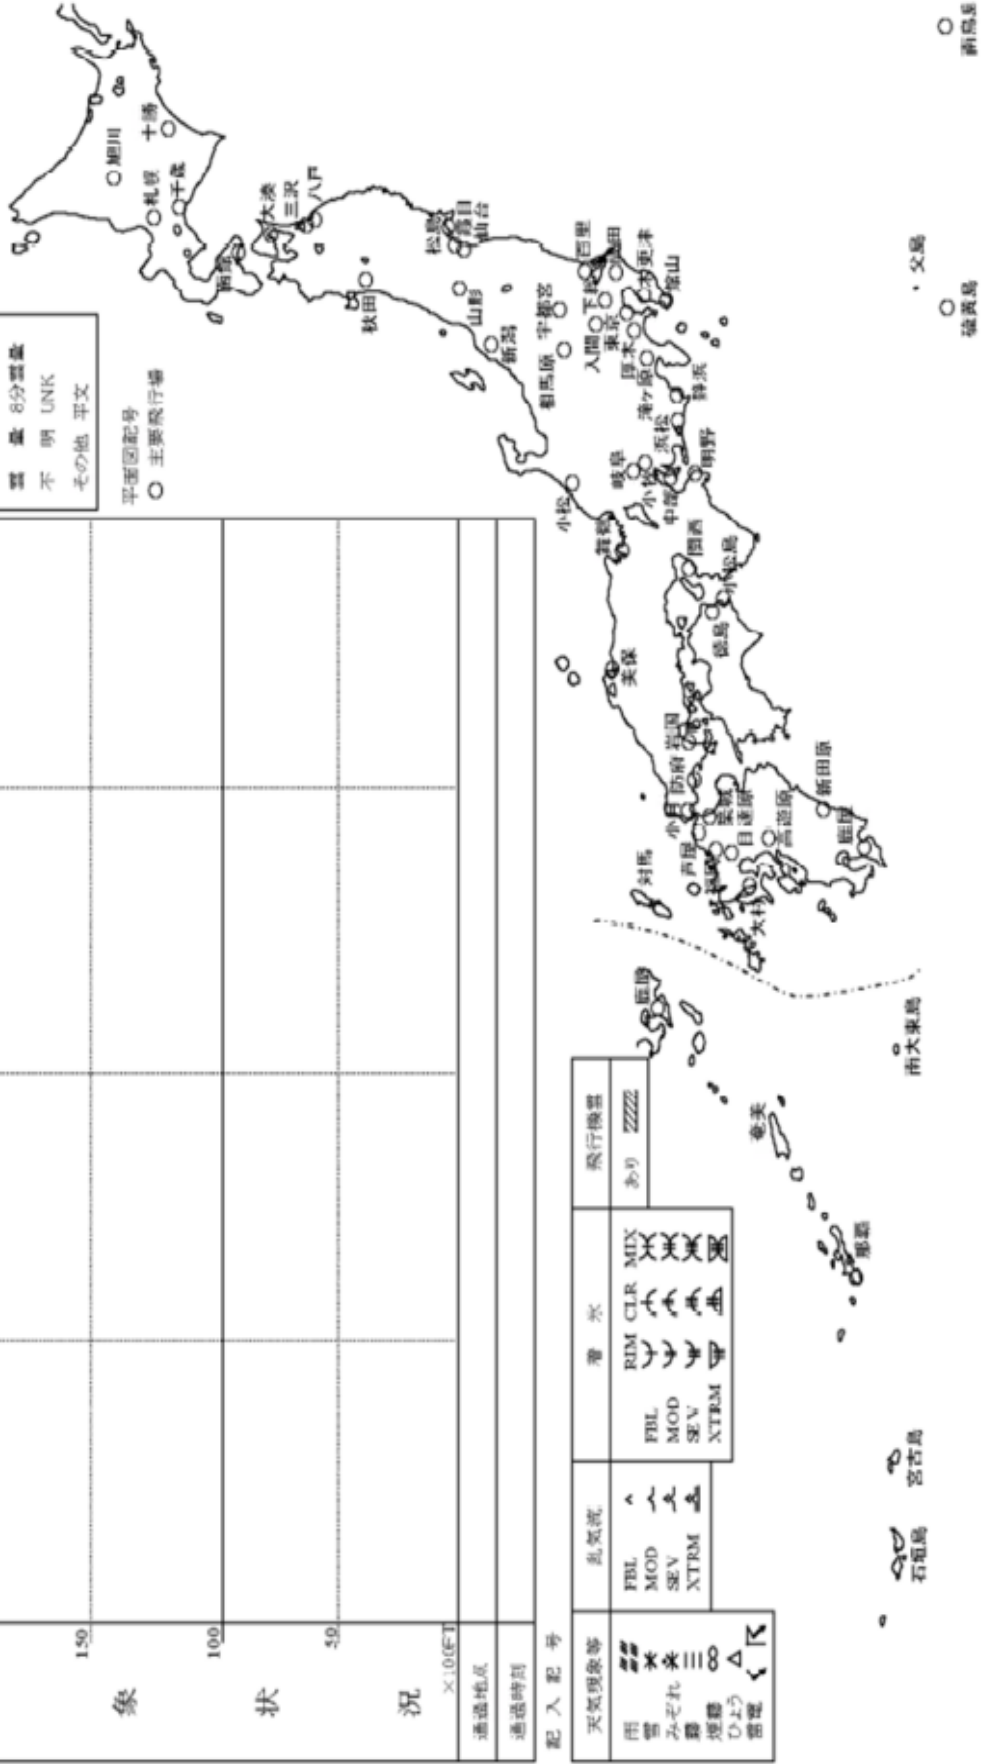 象
状
況
150
100
50
×100FT
通過地点
通過時刻
雲 量 8分雲量
不 明 UNK
その他 平文
平面図記号
○ 主要飛行場
記 入 記 号
天気現象等
雨
雪
みぞれ
霧
煙霧
ひょう
雷電
乱気流
FBL
MOD
SEV
XTRM
着 氷
RIM CLR MIX
FBL
MOD
SEV
XTRM
飛行機雲
あり
旭川
十勝
札幌
千歳
函館
大湊
三沢
八戸
秋田
松島
霞目
仙台
山形
新潟
宇都宮
相馬原
百里
下総
成田
木更津
館山
入間
東京
厚木
滝ヶ原
静浜
浜松
岐阜
小牧
中部
明野
小松
舞鶴
関西
小松島
徳島
美保
岩国
防府
小月
築城
目達原
高遊原
新田原
鹿屋
芦屋
福岡
大村
対馬
鹿屋
奄美
那覇
南大東島
宮古島
石垣島
父島
硫黄島
南鳥島